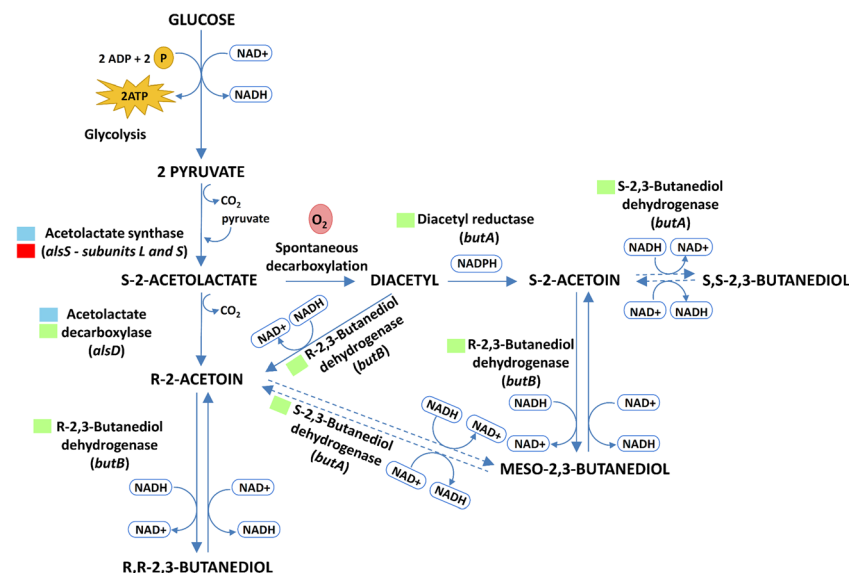 GLUCOSE
2 ADP + 2 P
NAD+
2ATP
NADH
Glycolysis
2 PYRUVATE
CO2
pyruvate
Acetolactate synthase
(alsS - subunits L and S)
O2
Spontaneous
decarboxylation
Diacetyl reductase
(butA)
NADPH
S-2,3-Butanediol
dehydrogenase
(butA)
NADH
NAD+
S-2-ACETOLACTATE
DIACETYL
S-2-ACETOIN
S,S-2,3-BUTANEDIOL
NAD+
NADH
CO2
Acetolactate
decarboxylase
(alsD)
NAD+
NADH
R-2,3-Butanediol
dehydrogenase
(butB)
R-2,3-Butanediol
dehydrogenase
(butB)
R-2-ACETOIN
S-2,3-Butanediol
dehydrogenase
(butA)
NADH
NAD+
NAD+
NADH
NADH
NAD+
NAD+
NADH
MESO-2,3-BUTANEDIOL
R-2,3-Butanediol
dehydrogenase
(butB)
NADH
NAD+
NAD+
NADH
R,R-2,3-BUTANEDIOL